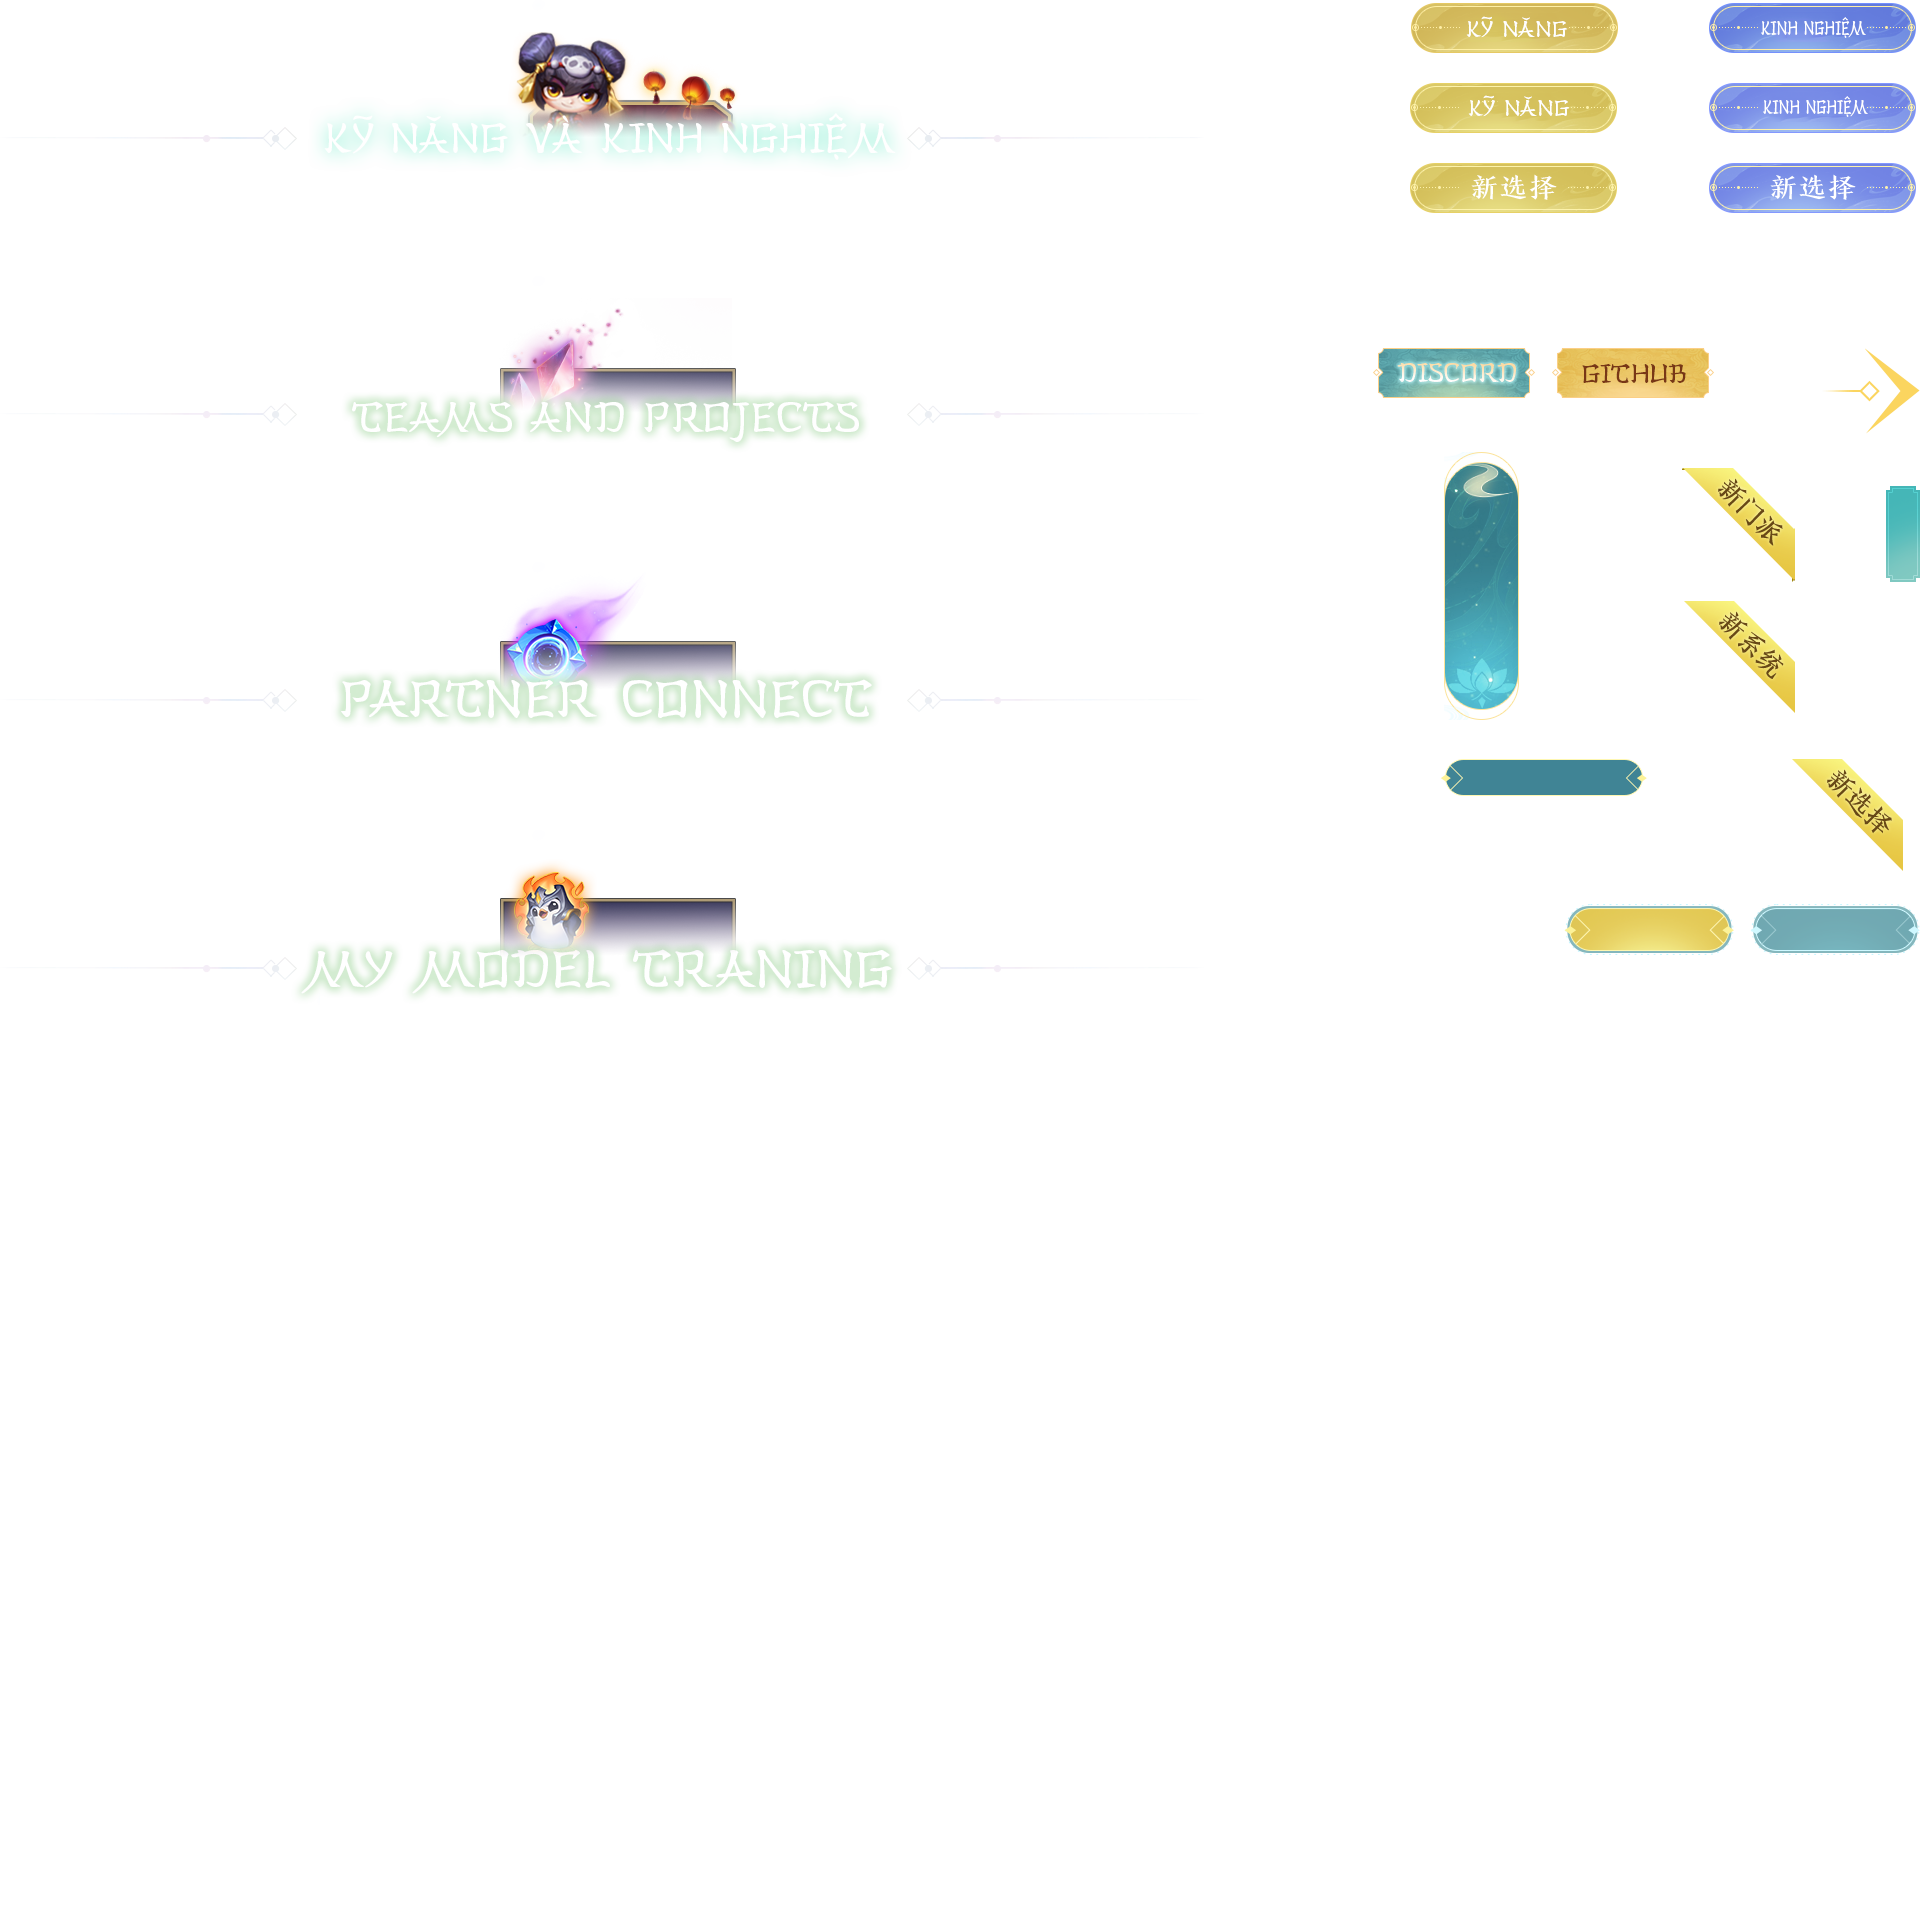 KỸ NĂNG
KINH NGHIỆM
KỸ NĂNG VÀ KINH NGHIỆM
KỸ NĂNG
KINH NGHIỆM
新选择
新选择
DISCORD
GITHUB
TEAMS AND PROJECTS
新门派
新系统
PARTNER CONNECT
新选择
MY MODEL TRANING